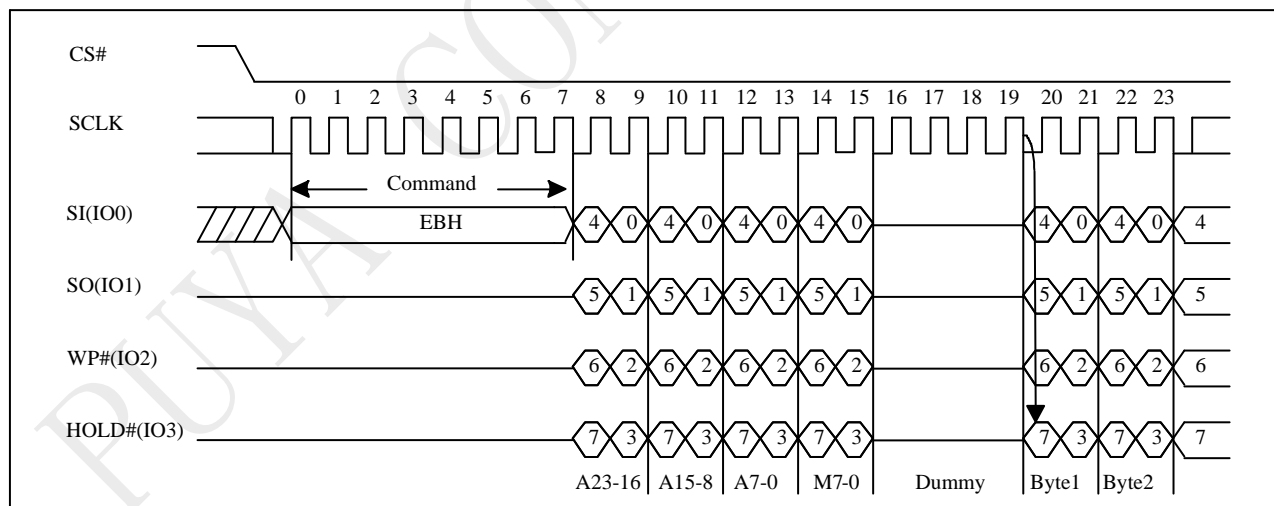 CS#
0 1 2 3 4 5 6 7 8 9 10 11 12 13 14 15 16 17 18 19 20 21 22 23
SCLK
Command
SI(IO0)
EBH
4 0 4 0 4 0 4 0 4 0 4 0 4
SO(IO1)
5 1 5 1 5 1 5 1 5 1 5 1 5
WP#(IO2)
6 2 6 2 6 2 6 2 6 2 6 2 6
HOLD#(IO3)
7 3 7 3 7 3 7 3 7 3 7 3 7
A23-16 A15-8 A7-0 M7-0 Dummy Byte1 Byte2
PUYA